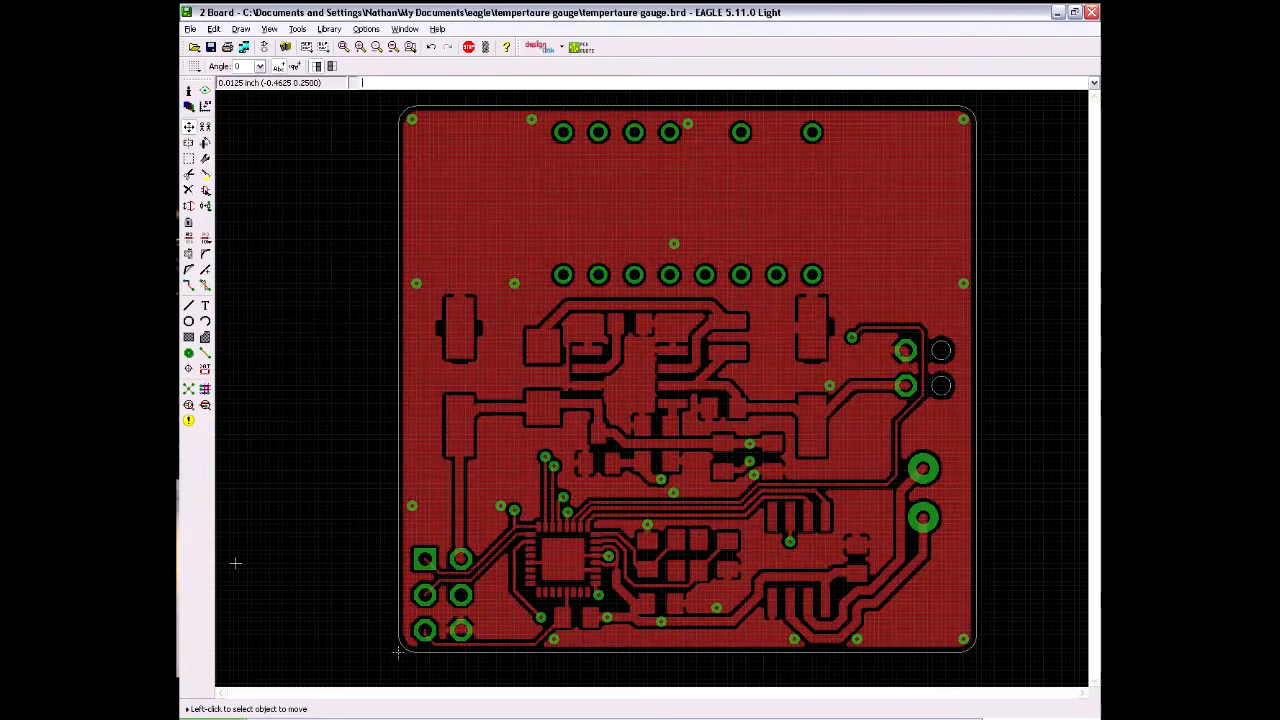 2 Board - C:\Documents and Settings\Nathan\My Documents\eagle\tempertaure gauge\tempertaure gauge.brd - EAGLE 5.11.0 Light
File Edit Draw View Tools Library Options Window Help
design link
Angle: 0
0.0125 inch (-0.4625 0.2500)
Left-click to select object to move